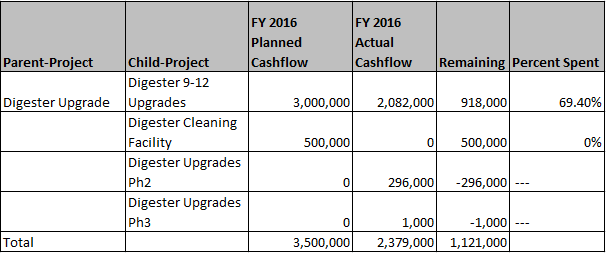 Parent-Project Child-Project FY 2016 Planned Cashflow FY 2016 Actual Cashflow Remaining Percent Spent
Digester Upgrade Digester 9-12 Upgrades 3,000,000 2,082,000 918,000 69.40%
Digester Cleaning Facility 500,000 0 500,000 0%
Digester Upgrades Ph2 0 296,000 -296,000 ---
Digester Upgrades Ph3 0 1,000 -1,000 ---
Total 3,500,000 2,379,000 1,121,000